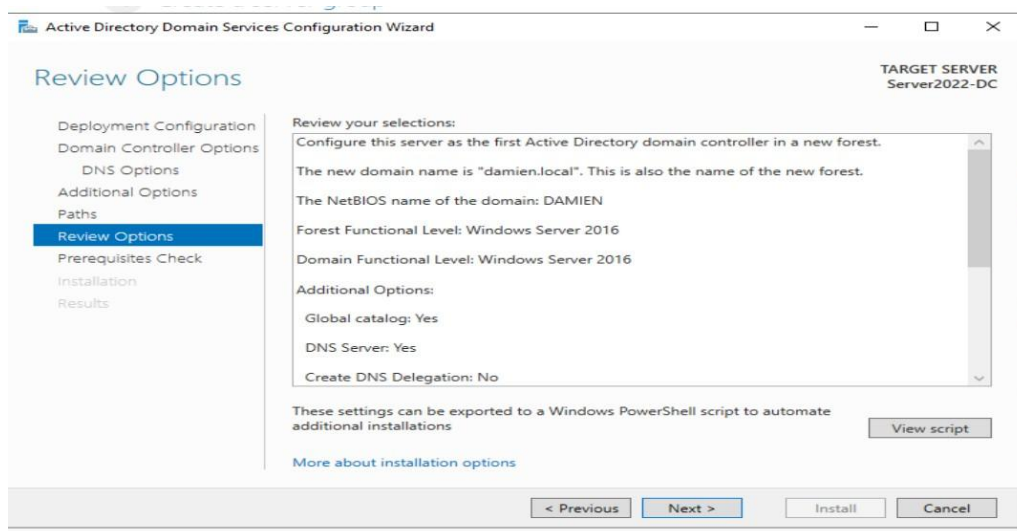 Active Directory Domain Services Configuration Wizard
Review Options
TARGET SERVER
Server2022-DC
Deployment Configuration
Domain Controller Options
DNS Options
Additional Options
Paths
Review Options
Prerequisites Check
Installation
Results
Review your selections:
Configure this server as the first Active Directory domain controller in a new forest.
The new domain name is "damien.local". This is also the name of the new forest.
The NetBIOS name of the domain: DAMIEN
Forest Functional Level: Windows Server 2016
Domain Functional Level: Windows Server 2016
Additional Options:
Global catalog: Yes
DNS Server: Yes
Create DNS Delegation: No
These settings can be exported to a Windows PowerShell script to automate
additional installations
View script
More about installation options
< Previous
Next >
Install
Cancel